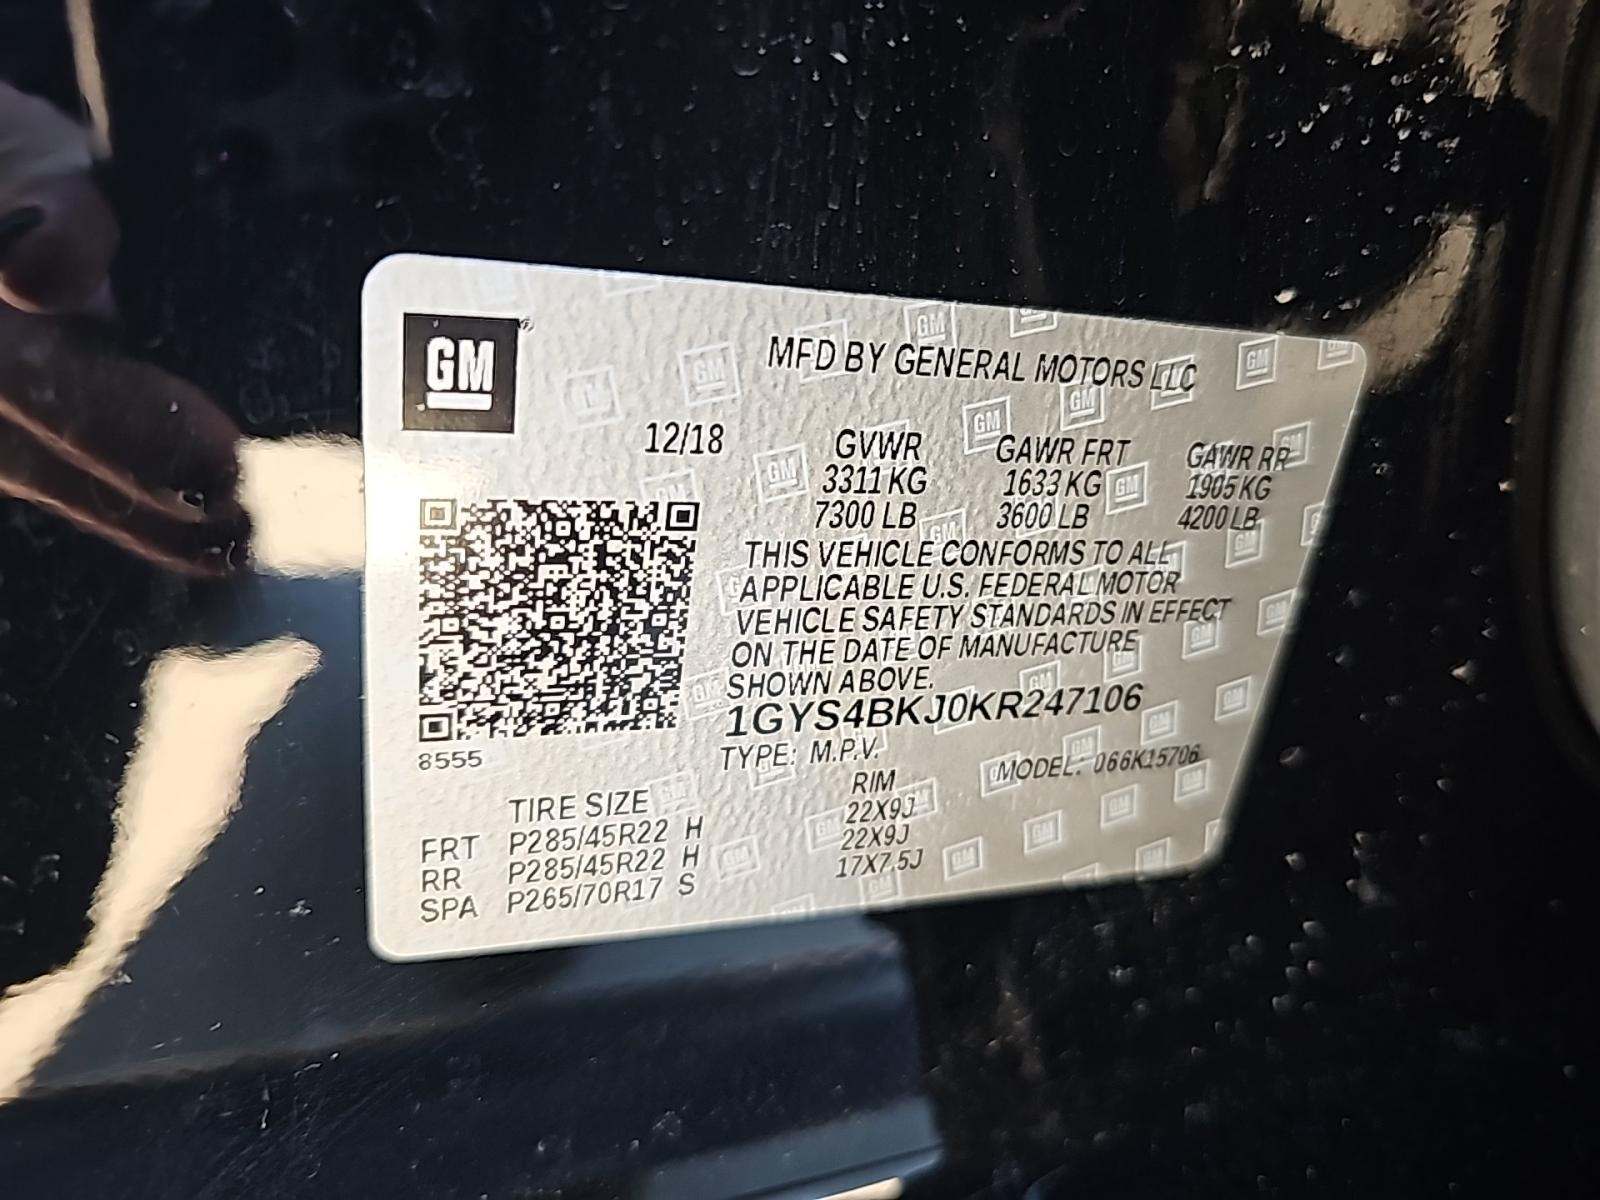 GM
MFD BY GENERAL MOTORS LLC
12/18 GVWR GAWR FRT GAWR RR
3311 KG 1633 KG 1905 KG
7300 LB 3600 LB 4200 LB
THIS VEHICLE CONFORMS TO ALL
APPLICABLE U.S. FEDERAL MOTOR
VEHICLE SAFETY STANDARDS IN EFFECT
ON THE DATE OF MANUFACTURE
SHOWN ABOVE.
1GYS4BKJ0KR247106
8555
TYPE: M.P.V. MODEL: 066K15706
TIRE SIZE RIM
FRT P285/45R22 H 22X9J
RR P285/45R22 H 22X9J
SPA P265/70R17 S 17X7.5J